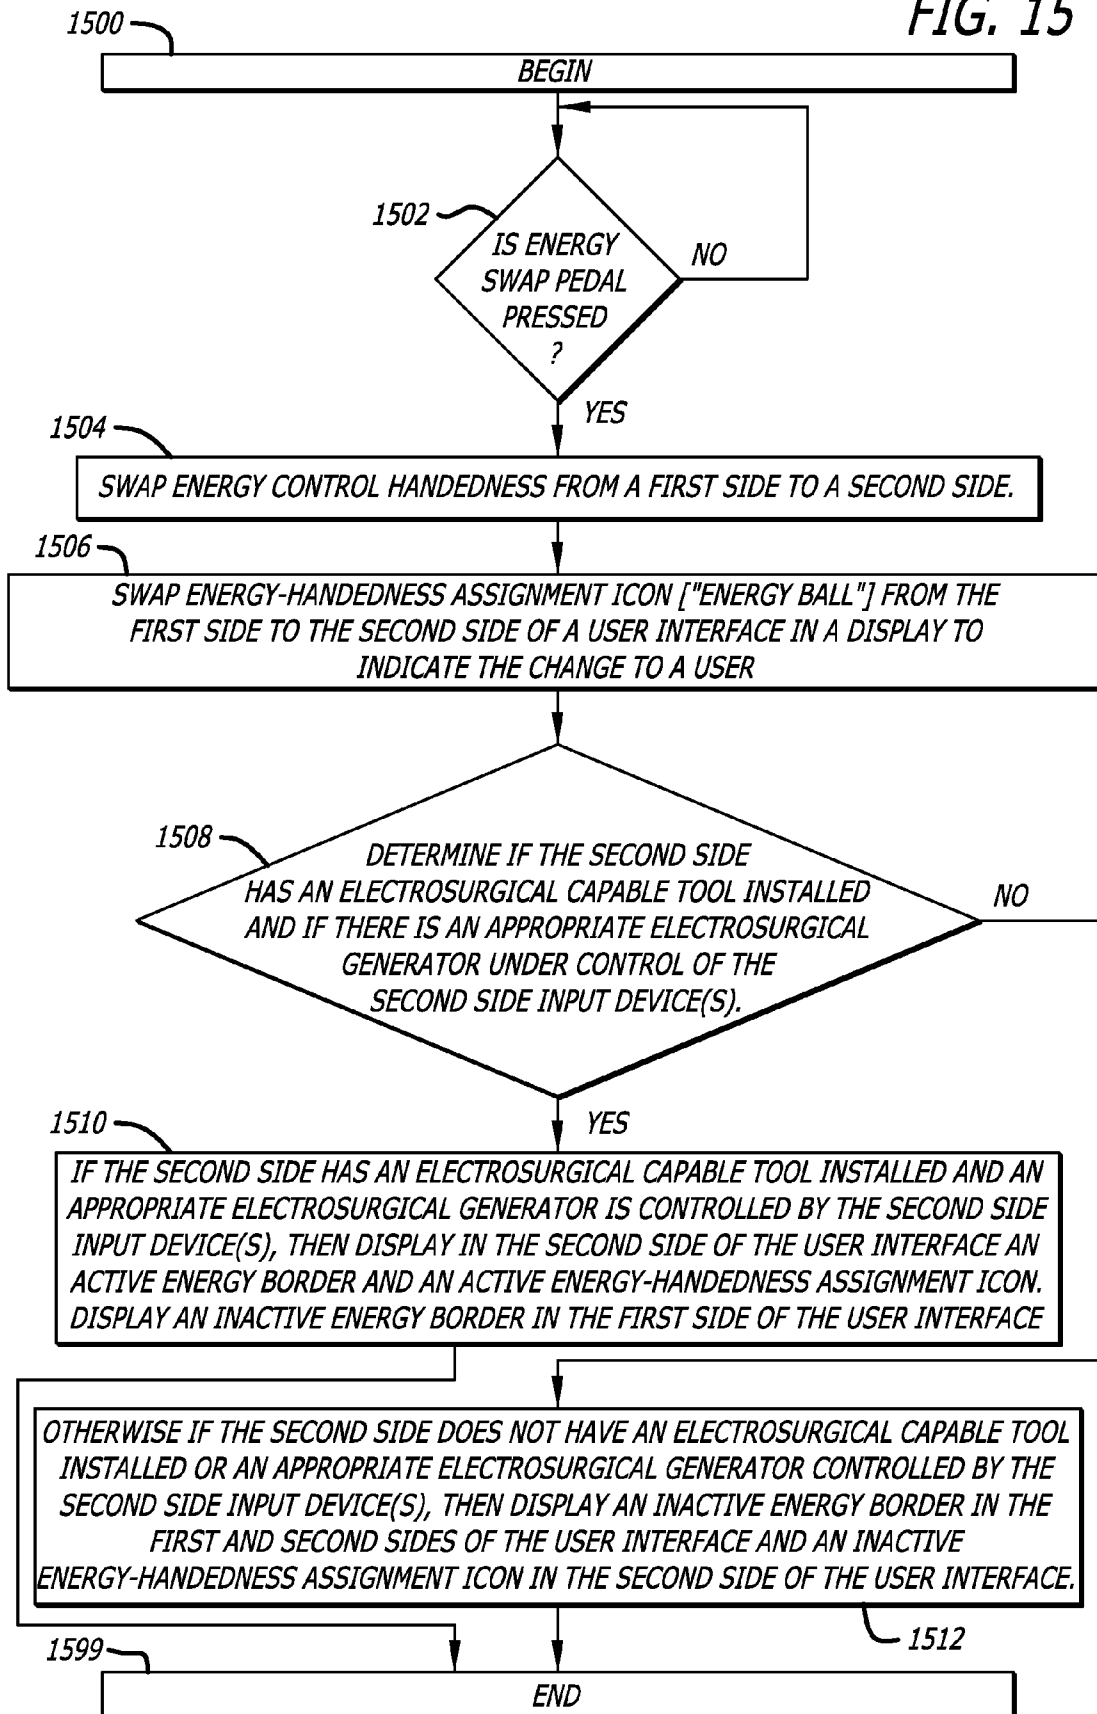 FIG. 15
1500
BEGIN
1502
IS ENERGY
SWAP PEDAL
PRESSED
?
NO
YES
1504
SWAP ENERGY CONTROL HANDEDNESS FROM A FIRST SIDE TO A SECOND SIDE.
1506
SWAP ENERGY-HANDEDNESS ASSIGNMENT ICON ["ENERGY BALL"] FROM THE
FIRST SIDE TO THE SECOND SIDE OF A USER INTERFACE IN A DISPLAY TO
INDICATE THE CHANGE TO A USER
1508
DETERMINE IF THE SECOND SIDE
HAS AN ELECTROSURGICAL CAPABLE TOOL INSTALLED
AND IF THERE IS AN APPROPRIATE ELECTROSURGICAL
GENERATOR UNDER CONTROL OF THE
SECOND SIDE INPUT DEVICE(S).
NO
YES
1510
IF THE SECOND SIDE HAS AN ELECTROSURGICAL CAPABLE TOOL INSTALLED AND AN
APPROPRIATE ELECTROSURGICAL GENERATOR IS CONTROLLED BY THE SECOND SIDE
INPUT DEVICE(S), THEN DISPLAY IN THE SECOND SIDE OF THE USER INTERFACE AN
ACTIVE ENERGY BORDER AND AN ACTIVE ENERGY-HANDEDNESS ASSIGNMENT ICON.
DISPLAY AN INACTIVE ENERGY BORDER IN THE FIRST SIDE OF THE USER INTERFACE
OTHERWISE IF THE SECOND SIDE DOES NOT HAVE AN ELECTROSURGICAL CAPABLE TOOL
INSTALLED OR AN APPROPRIATE ELECTROSURGICAL GENERATOR CONTROLLED BY THE
SECOND SIDE INPUT DEVICE(S), THEN DISPLAY AN INACTIVE ENERGY BORDER IN THE
FIRST AND SECOND SIDES OF THE USER INTERFACE AND AN INACTIVE
ENERGY-HANDEDNESS ASSIGNMENT ICON IN THE SECOND SIDE OF THE USER INTERFACE.
1512
1599
END